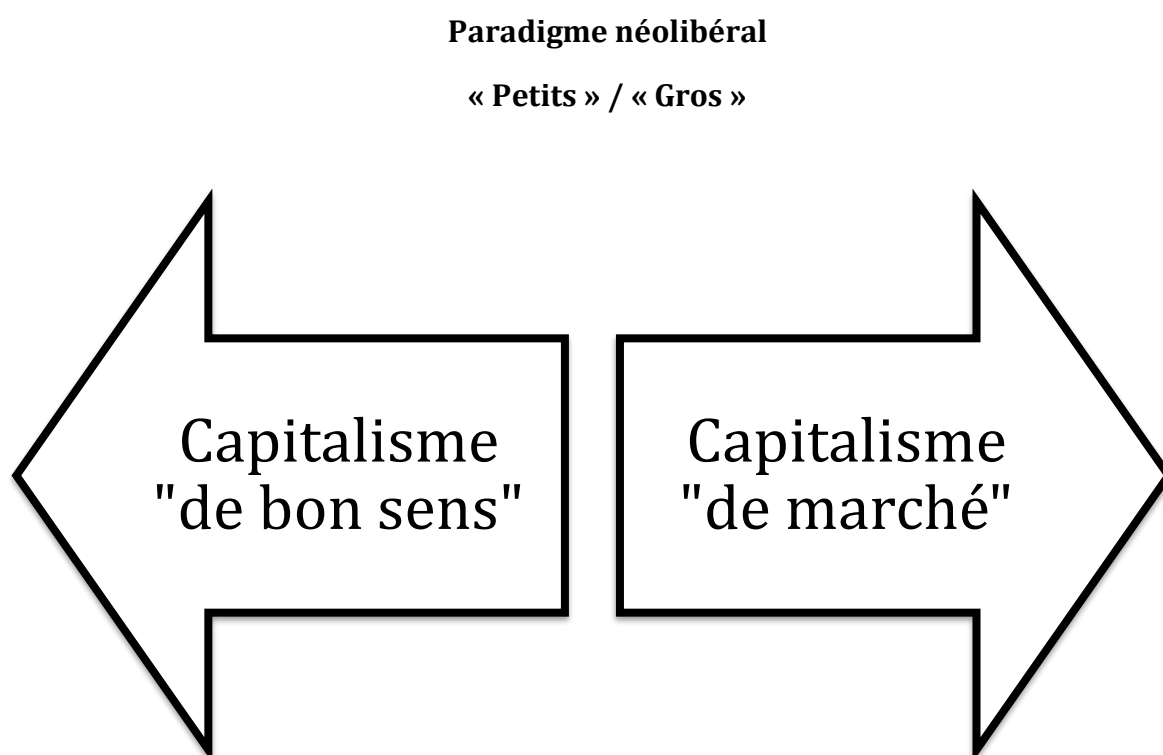 Paradigme néolibéral
« Petits » / « Gros »
Capitalisme
"de bon sens"
Capitalisme
"de marché"